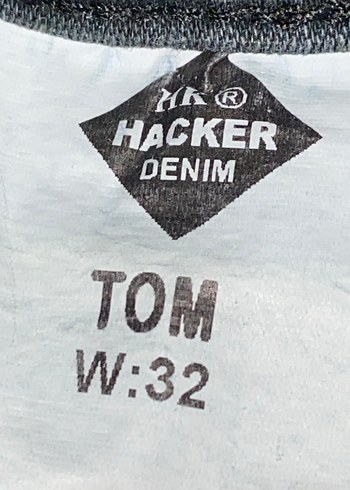 HK ®
HACKER
DENIM
TOM
W:32